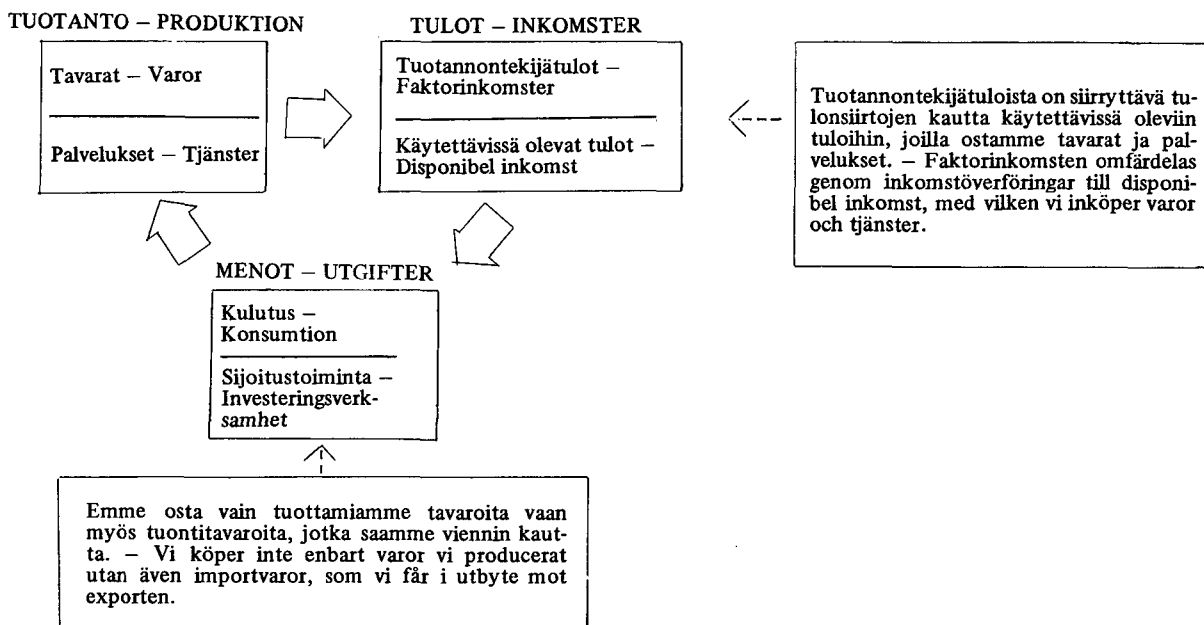 TUOTANTO – PRODUKTION
Tavarat – Varor
Palvelukset – Tjänster
TULOT – INKOMSTER
Tuotannontekijätulot –
Faktorinkomster
Käytettävissä olevat tulot –
Disponibel inkomst
Tuotannontekijätuloista on siirryttävä tu-
lonsiirtojen kautta käytettävissä oleviin
tuloihin, joilla ostamme tavarat ja pal-
velukset. – Faktorinkomsten omfärdelas
genom inkomstöverföringar till disponi-
bel inkomst, med vilken vi inköper varor
och tjänster.
MENOT – UTGIFTER
Kulutus –
Konsumtion
Sijoitustoiminta –
Investeringsverk-
samhet
Emme osta vain tuottamiamme tavaroita vaan
myös tuontitavaroita, jotka saamme viennin kaut-
ta. – Vi köper inte enbart varor vi producerat
utan även importvaror, som vi får i utbyte mot
exporten.